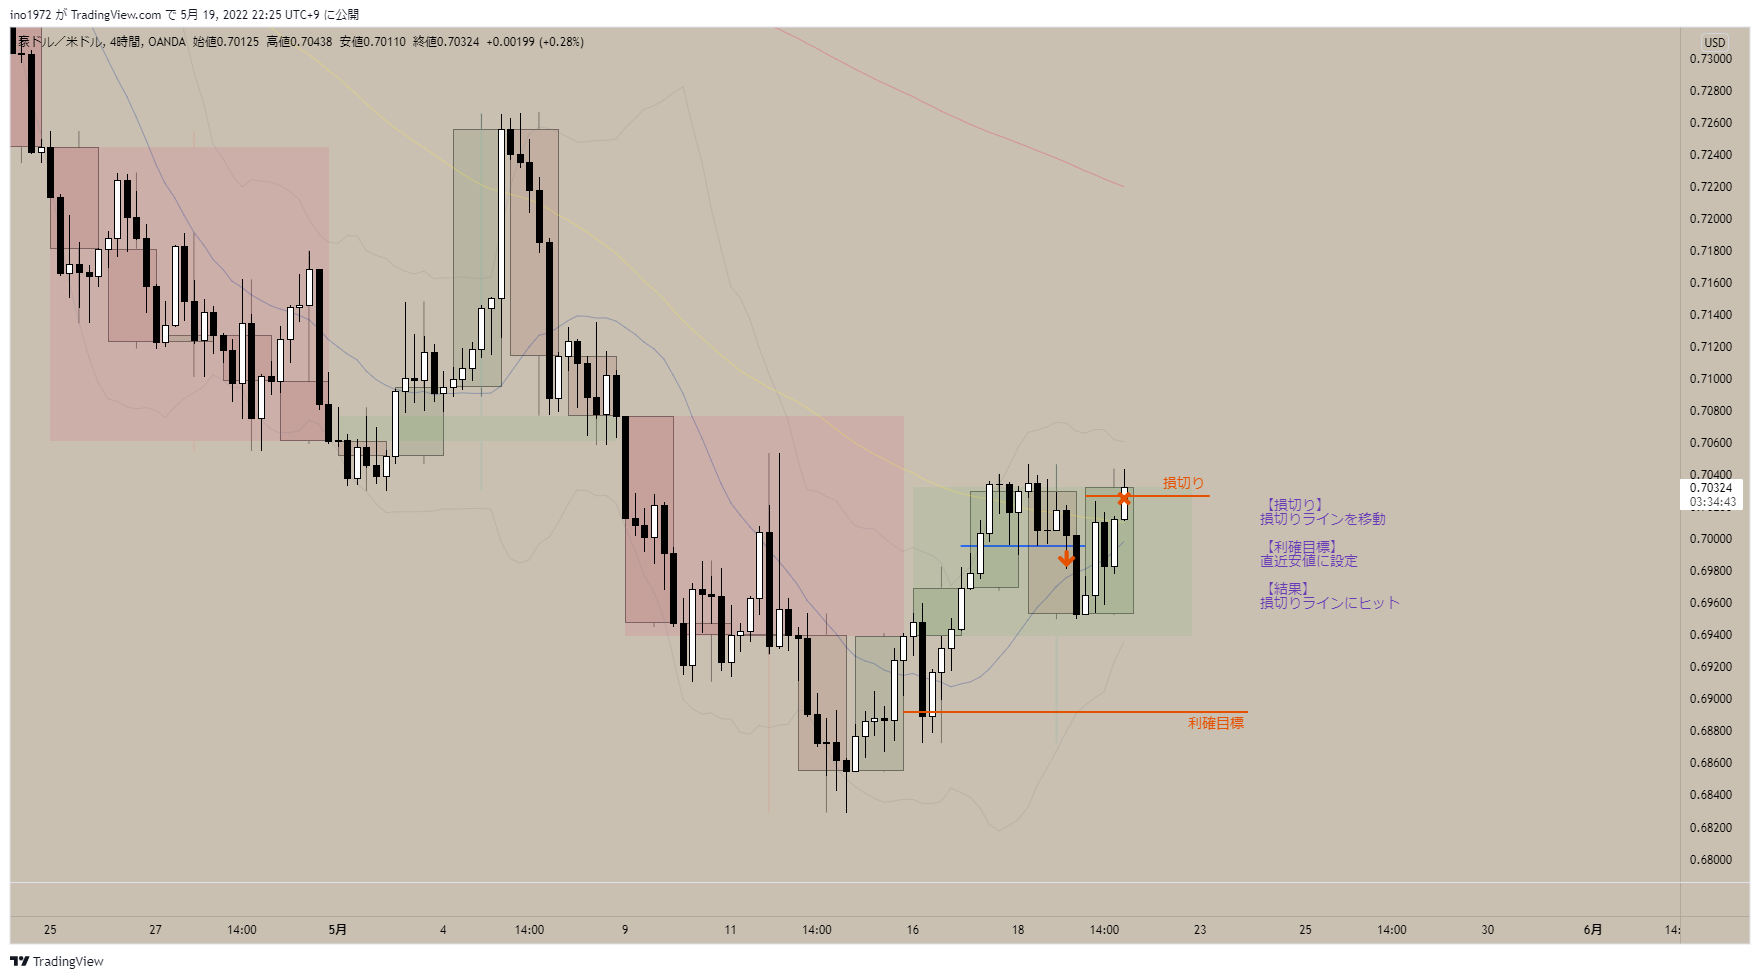 ino1972 が TradingView.com で 5月 19, 2022 22:25 UTC+9 に公開
豪ドル／米ドル, 4時間, OANDA 始値0.70125 高値0.70438 安値0.70110 終値0.70324 +0.00199 (+0.28%)
USD
0.73000
0.72800
0.72600
0.72400
0.72200
0.72000
0.71800
0.71600
0.71400
0.71200
0.71000
0.70800
0.70600
0.70400
0.70324
03:34:43
0.70000
0.69800
0.69600
0.69400
0.69200
0.69000
0.68800
0.68600
0.68400
0.68200
0.68000
損切り
【損切り】
損切りラインを移動
【利確目標】
直近安値に設定
【結果】
損切りラインにヒット
利確目標
25 27 14:00 5月 4 14:00 9 11 14:00 16 18 14:00 23 25 14:00 30 6月 14:
TradingView